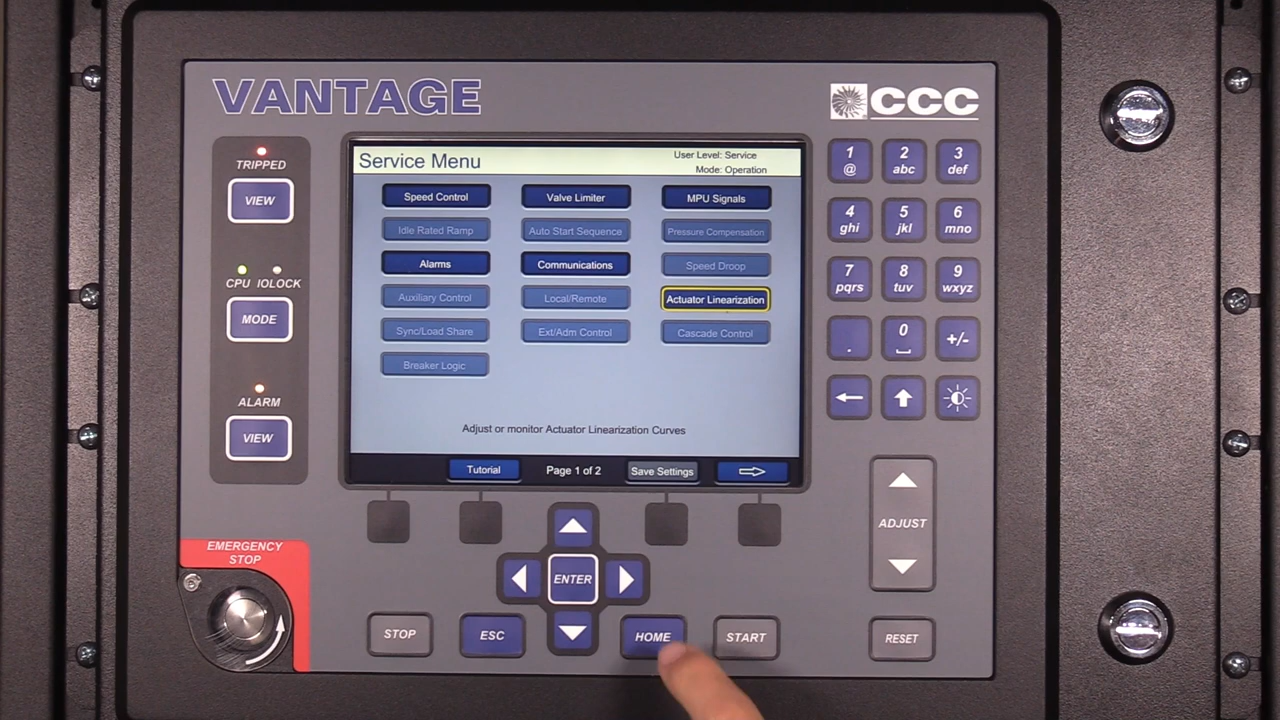 VANTAGE
CCC
TRIPPED
VIEW
CPU IOLOCK
MODE
ALARM
VIEW
EMERGENCY
STOP
Service Menu
User Level: Service
Mode: Operation
Speed Control
Valve Limiter
MPU Signals
Idle Rated Ramp
Auto Start Sequence
Pressure Compensation
Alarms
Communications
Speed Droop
Auxiliary Control
Local/Remote
Actuator Linearization
Sync/Load Share
Ext/Adm Control
Cascade Control
Breaker Logic
Adjust or monitor Actuator Linearization Curves
Tutorial
Page 1 of 2
Save Settings
1
@
2
abc
3
def
4
ghi
5
jkl
6
mno
7
pqrs
8
tuv
9
wxyz
.
0
+/-
ADJUST
ENTER
STOP
ESC
HOME
START
RESET